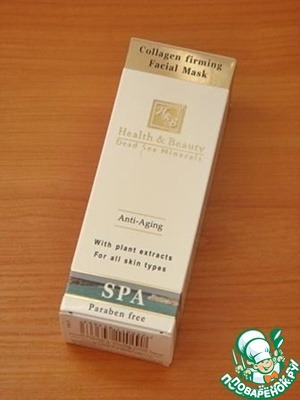 Collagen firming
Facial Mask
H&B
Health & Beauty
Dead Sea Minerals
Anti-Aging
With plant extracts
For all skin types
SPA
Paraben free
ПОВАРЁНОК.РУ